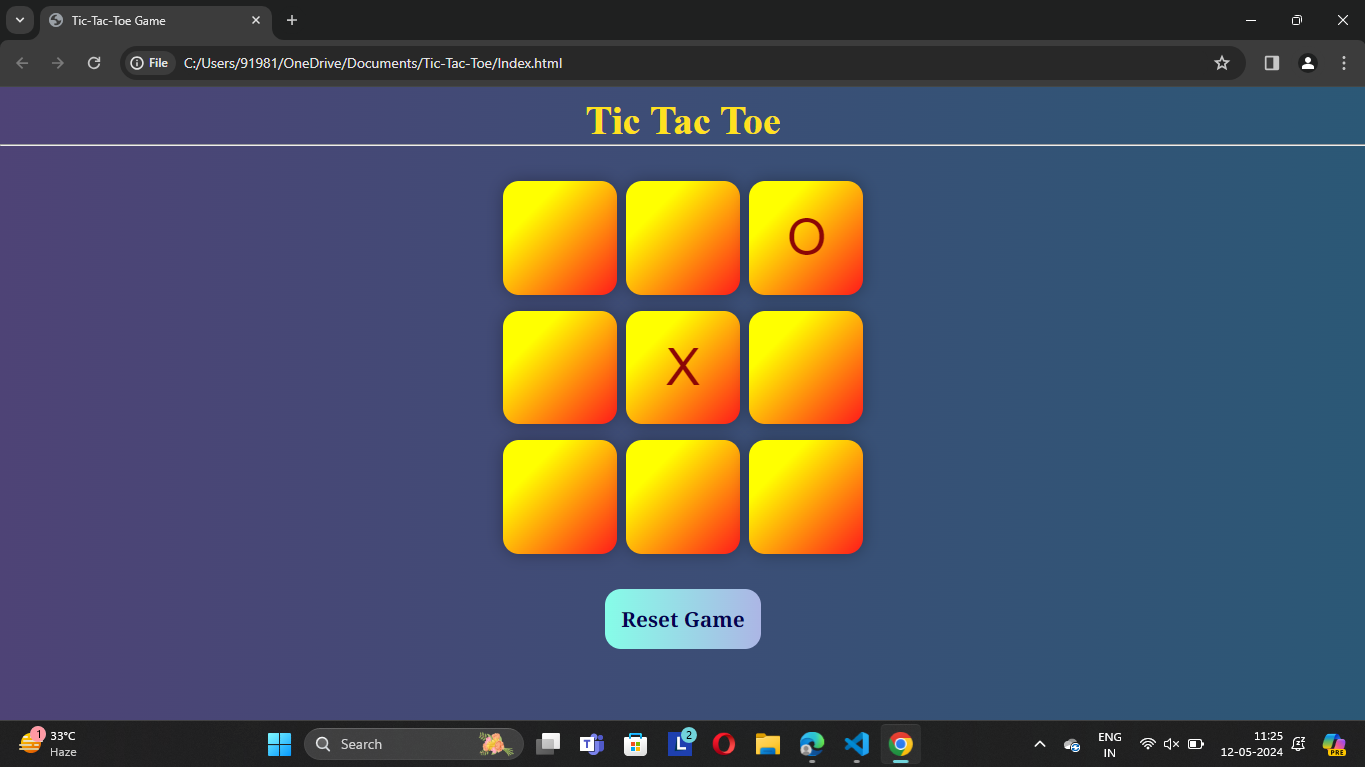 Tic-Tac-Toe Game
File C:/Users/91981/OneDrive/Documents/Tic-Tac-Toe/Index.html
Tic Tac Toe
O
X
Reset Game
1
33°C
Haze
Search
2
L
T
ENG
IN
11:25
12-05-2024
PRE